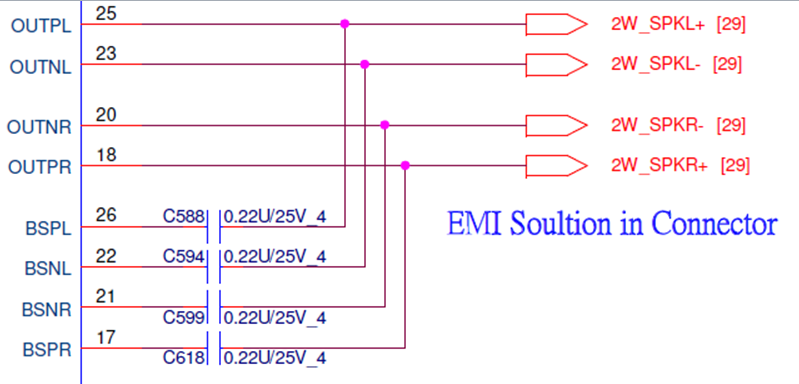 OUTPL 25 2W_SPKL+ [29]
OUTNL 23 2W_SPKL- [29]
OUTNR 20 2W_SPKR- [29]
OUTPR 18 2W_SPKR+ [29]
BSPL 26 C588 0.22U/25V_4
EMI Soultion in Connector
BSNL 22 C594 0.22U/25V_4
BSNR 21 C599 0.22U/25V_4
BSPR 17 C618 0.22U/25V_4